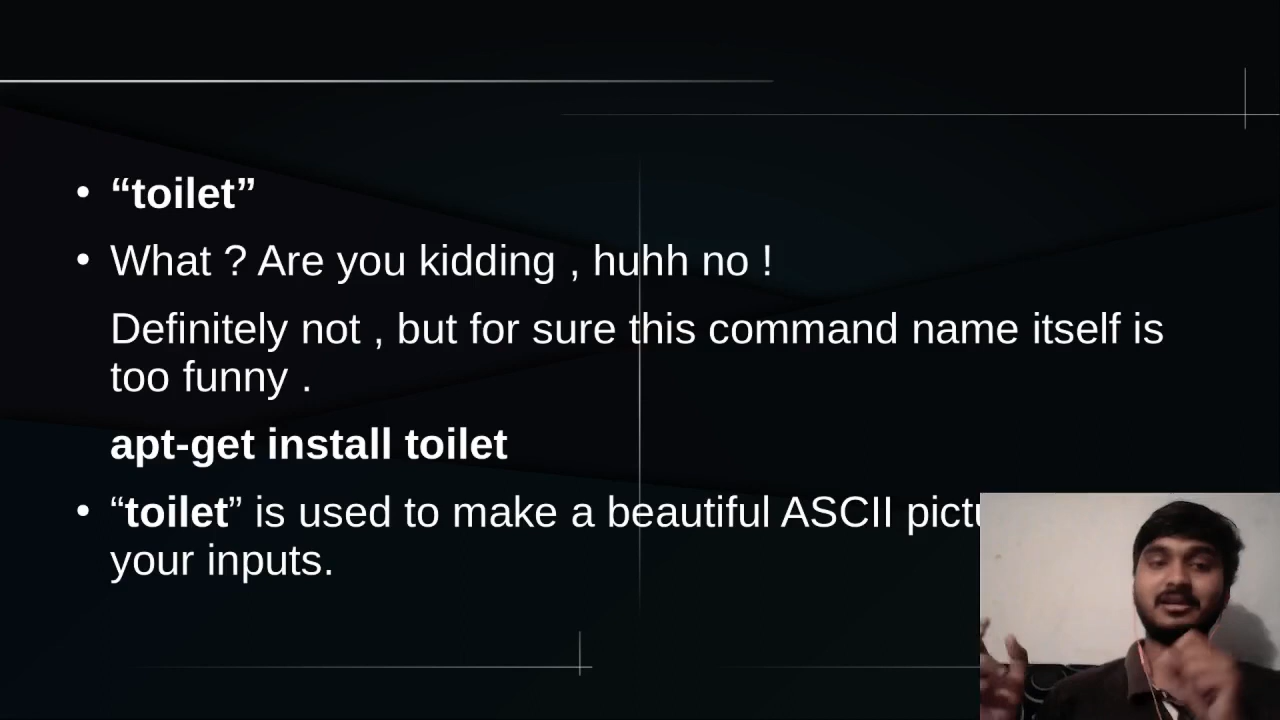 • “toilet”
• What ? Are you kidding , huhh no !
Definitely not , but for sure this command name itself is
too funny .
apt-get install toilet
• “toilet” is used to make a beautiful ASCII
your inputs.